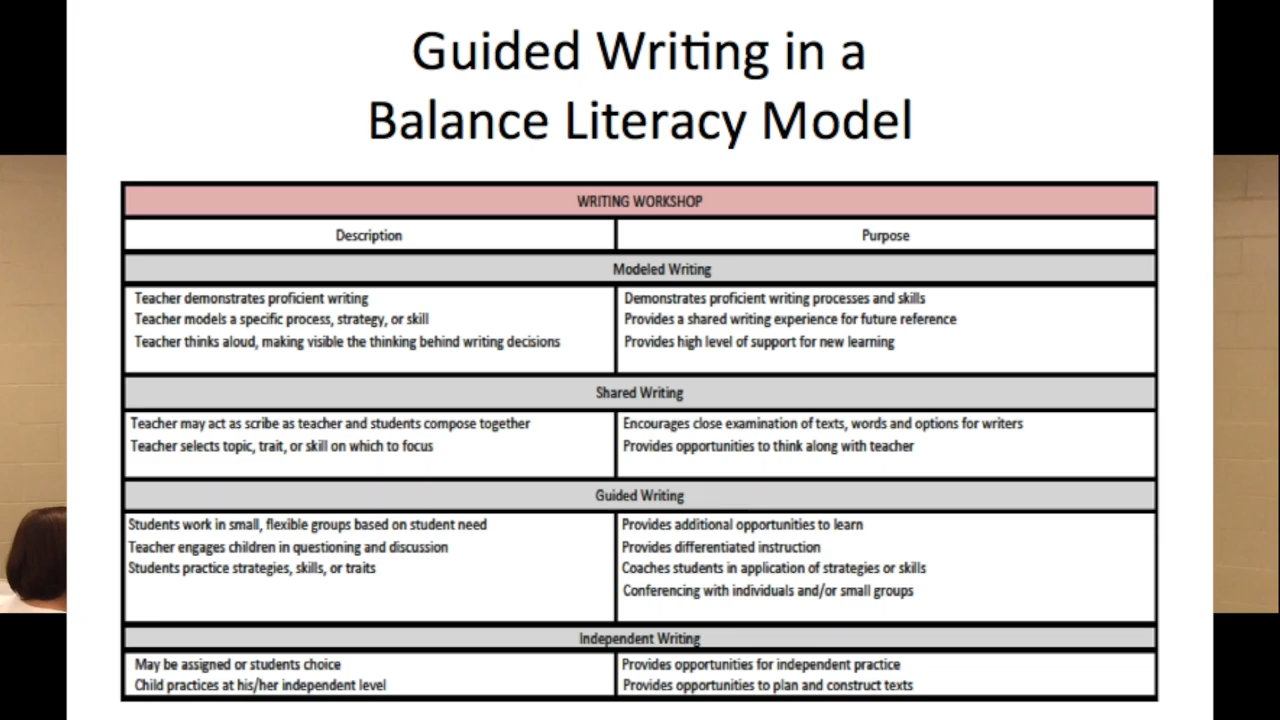 Guided Writing in a
Balance Literacy Model
WRITING WORKSHOP
Description
Purpose
Modeled Writing
Teacher demonstrates proficient writing
Teacher models a specific process, strategy, or skill
Teacher thinks aloud, making visible the thinking behind writing decisions
Demonstrates proficient writing processes and skills
Provides a shared writing experience for future reference
Provides high level of support for new learning
Shared Writing
Teacher may act as scribe as teacher and students compose together
Teacher selects topic, trait, or skill on which to focus
Encourages close examination of texts, words and options for writers
Provides opportunities to think along with teacher
Guided Writing
Students work in small, flexible groups based on student need
Teacher engages children in questioning and discussion
Students practice strategies, skills, or traits
Provides additional opportunities to learn
Provides differentiated instruction
Coaches students in application of strategies or skills
Conferencing with individuals and/or small groups
Independent Writing
May be assigned or students choice
Child practices at his/her independent level
Provides opportunities for independent practice
Provides opportunities to plan and construct texts